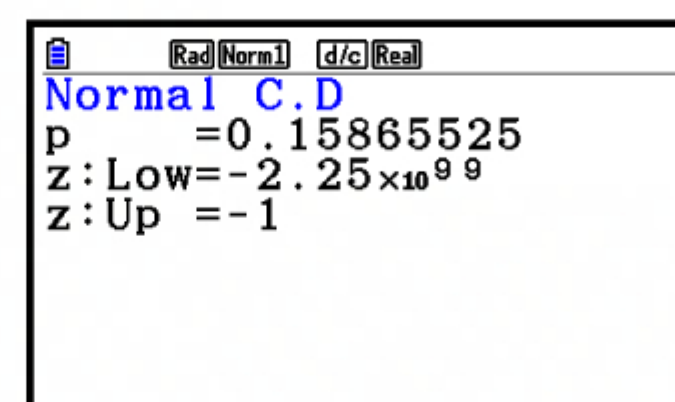 Rad Norm1 d/c Real
Normal C.D
p =0.15865525
z:Low=-2.25×10⁹⁹
z:Up =-1